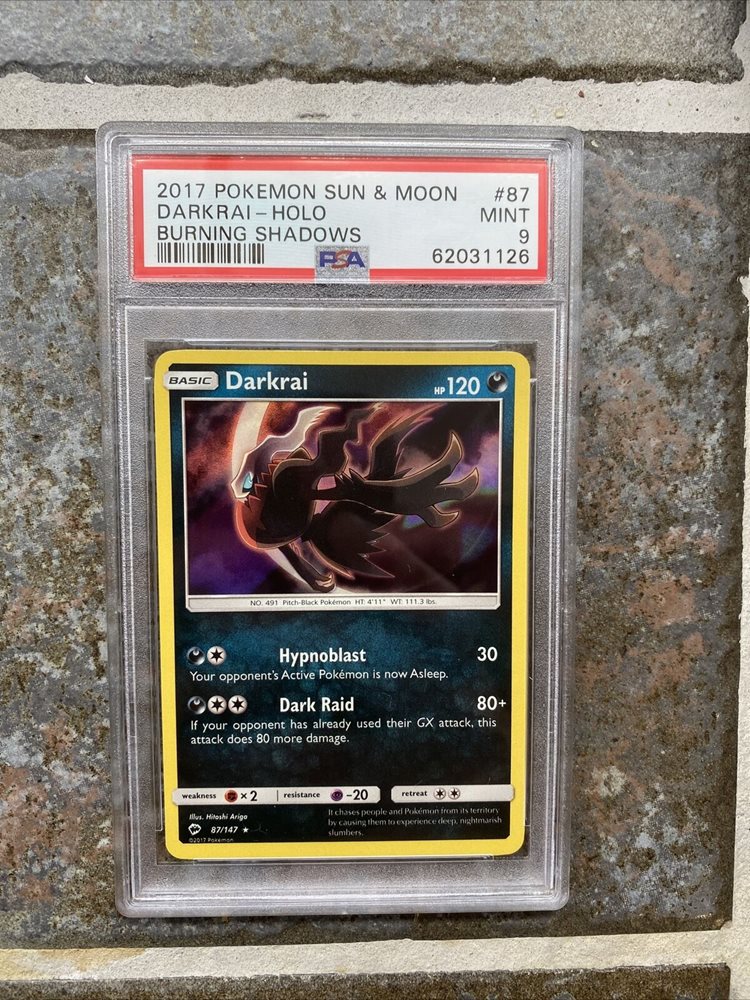 2017 POKEMON SUN & MOON #87
DARKRAI-HOLO MINT
BURNING SHADOWS 9
PSA 62031126
BASIC Darkrai HP 120
NO. 491 Pitch-Black Pokémon HT: 4'11" WT: 111.3 lbs.
Hypnoblast 30
Your opponent's Active Pokémon is now Asleep.
Dark Raid 80+
If your opponent has already used their GX attack, this
attack does 80 more damage.
weakness ×2 resistance -20 retreat
Illus. Hitoshi Ariga
87/147 ★
©2017 Pokémon
It chases people and Pokémon from its territory
by causing them to experience deep, nightmarish
slumbers.